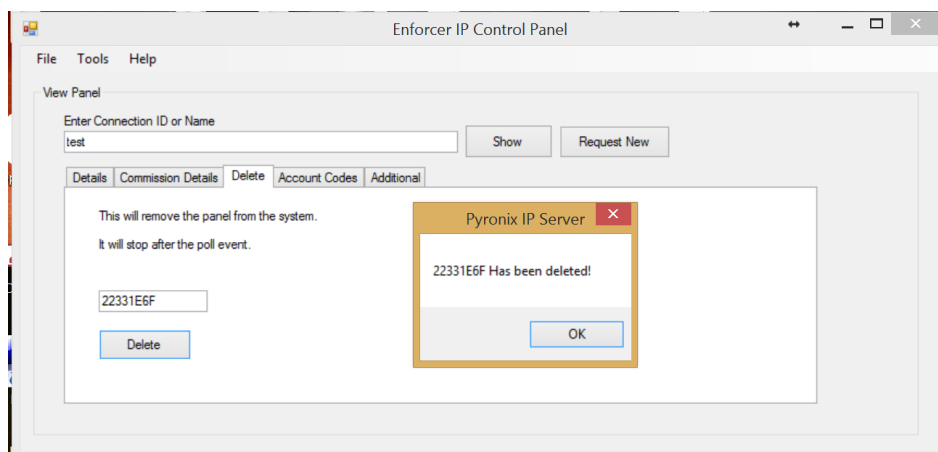 Enforcer IP Control Panel
File Tools Help
View Panel
Enter Connection ID or Name
test
Show
Request New
Details
Commission Details
Delete
Account Codes
Additional
This will remove the panel from the system.
It will stop after the poll event.
22331E6F
Delete
Pyronix IP Server
22331E6F Has been deleted!
OK